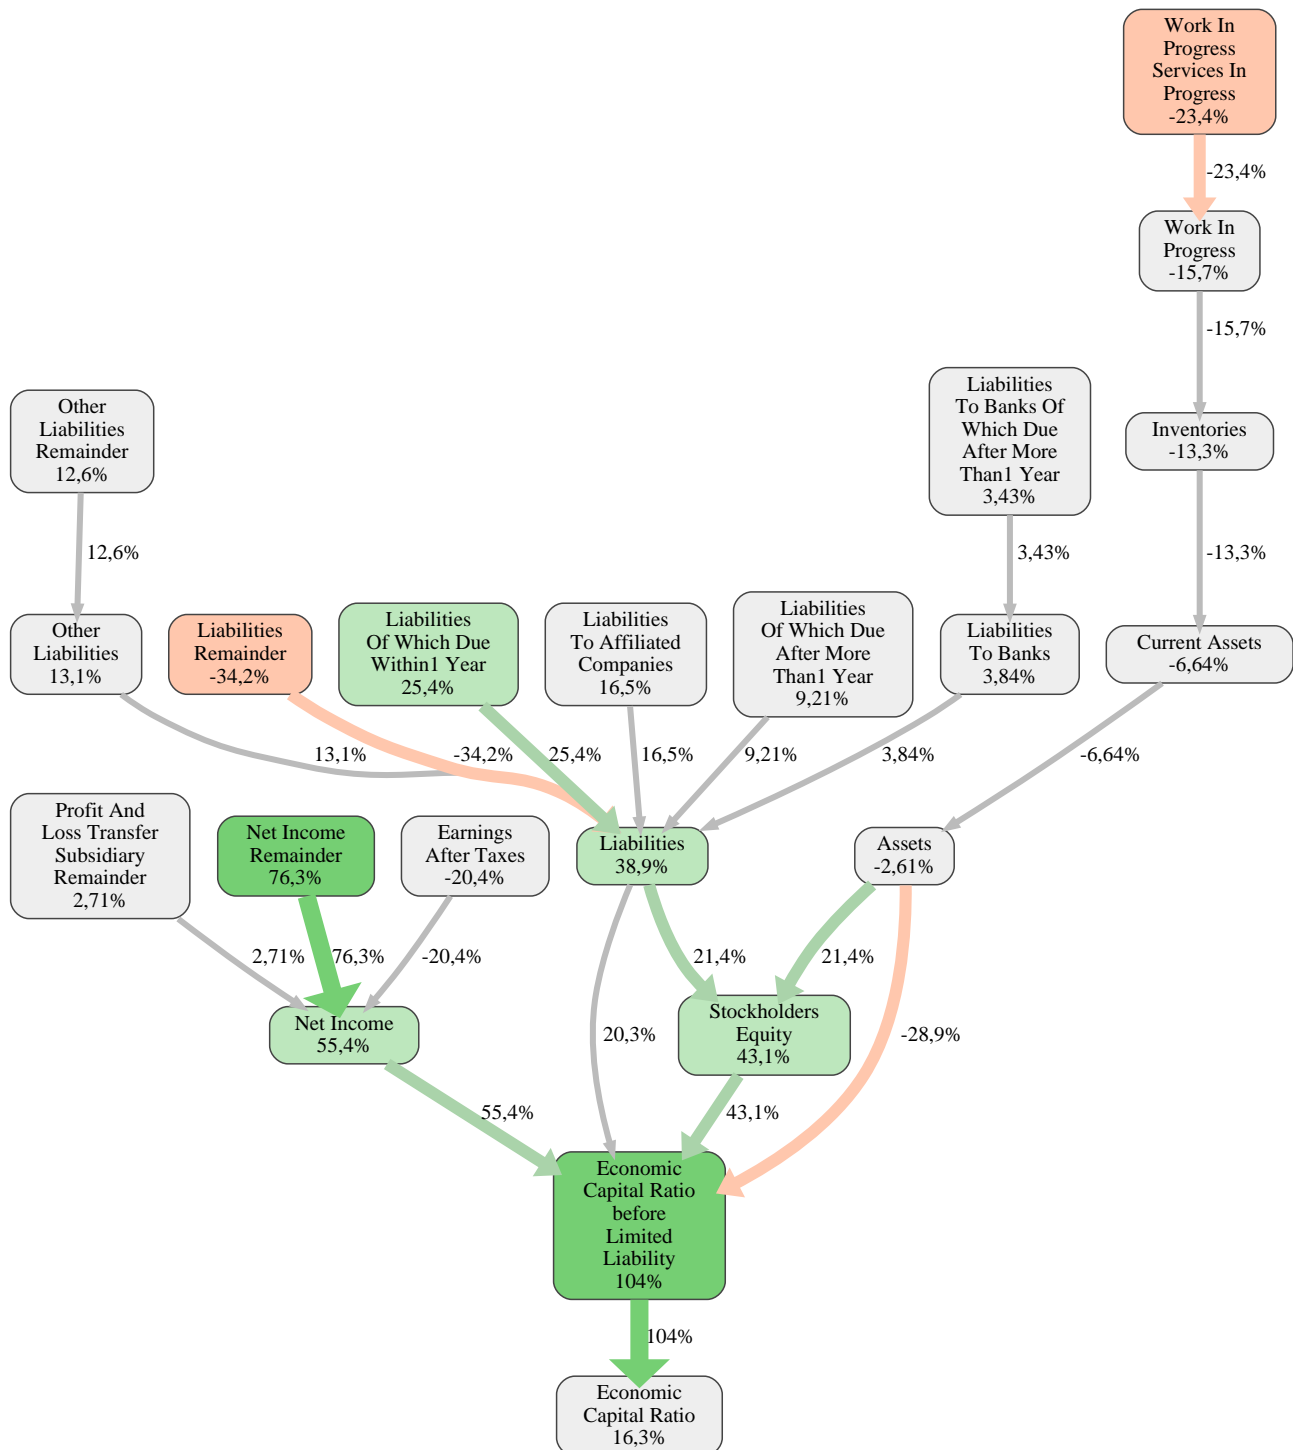 Work In
Progress
Services In
Progress
-23,4%
-23,4%
Work In
Progress
-15,7%
-15,7%
Other
Liabilities
Remainder
12,6%
Liabilities
To Banks Of
Which Due
After More
Than1 Year
3,43%
Inventories
-13,3%
12,6%
3,43%
-13,3%
Other
Liabilities
13,1%
Liabilities
Remainder
-34,2%
Liabilities
Of Which Due
Within1 Year
25,4%
Liabilities
To Affiliated
Companies
16,5%
Liabilities
Of Which Due
After More
Than1 Year
9,21%
Liabilities
To Banks
3,84%
Current Assets
-6,64%
13,1%
-34,2%
25,4%
16,5%
9,21%
3,84%
-6,64%
Profit And
Loss Transfer
Subsidiary
Remainder
2,71%
Net Income
Remainder
76,3%
Earnings
After Taxes
-20,4%
Liabilities
38,9%
Assets
-2,61%
2,71%
76,3%
-20,4%
21,4%
21,4%
Net Income
55,4%
20,3%
Stockholders
Equity
43,1%
-28,9%
55,4%
43,1%
Economic
Capital Ratio
before
Limited
Liability
104%
104%
Economic
Capital Ratio
16,3%